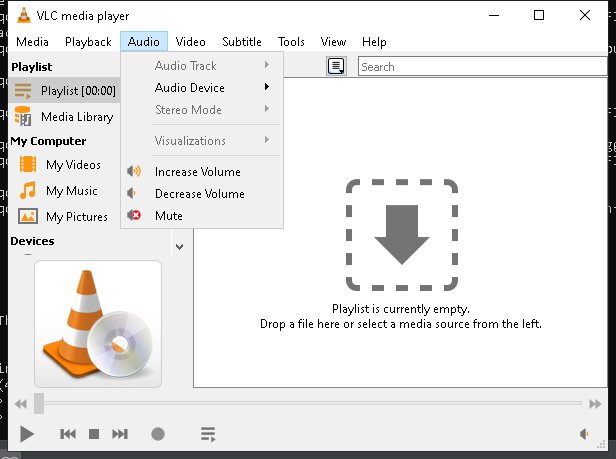 VLC media player
Media Playback Audio Video Subtitle Tools View Help
Playlist
Playlist [00:00]
Media Library
My Computer
My Videos
My Music
My Pictures
Devices
Audio Track
Audio Device
Stereo Mode
Visualizations
Increase Volume
Decrease Volume
Mute
Search
Playlist is currently empty.
Drop a file here or select a media source from the left.